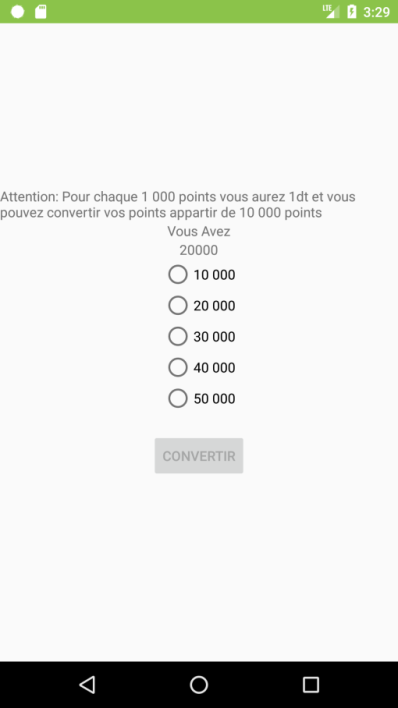 LTE 3:29
Attention: Pour chaque 1 000 points vous aurez 1dt et vous
pouvez convertir vos points appartir de 10 000 points
Vous Avez
20000
10 000
20 000
30 000
40 000
50 000
CONVERTIR